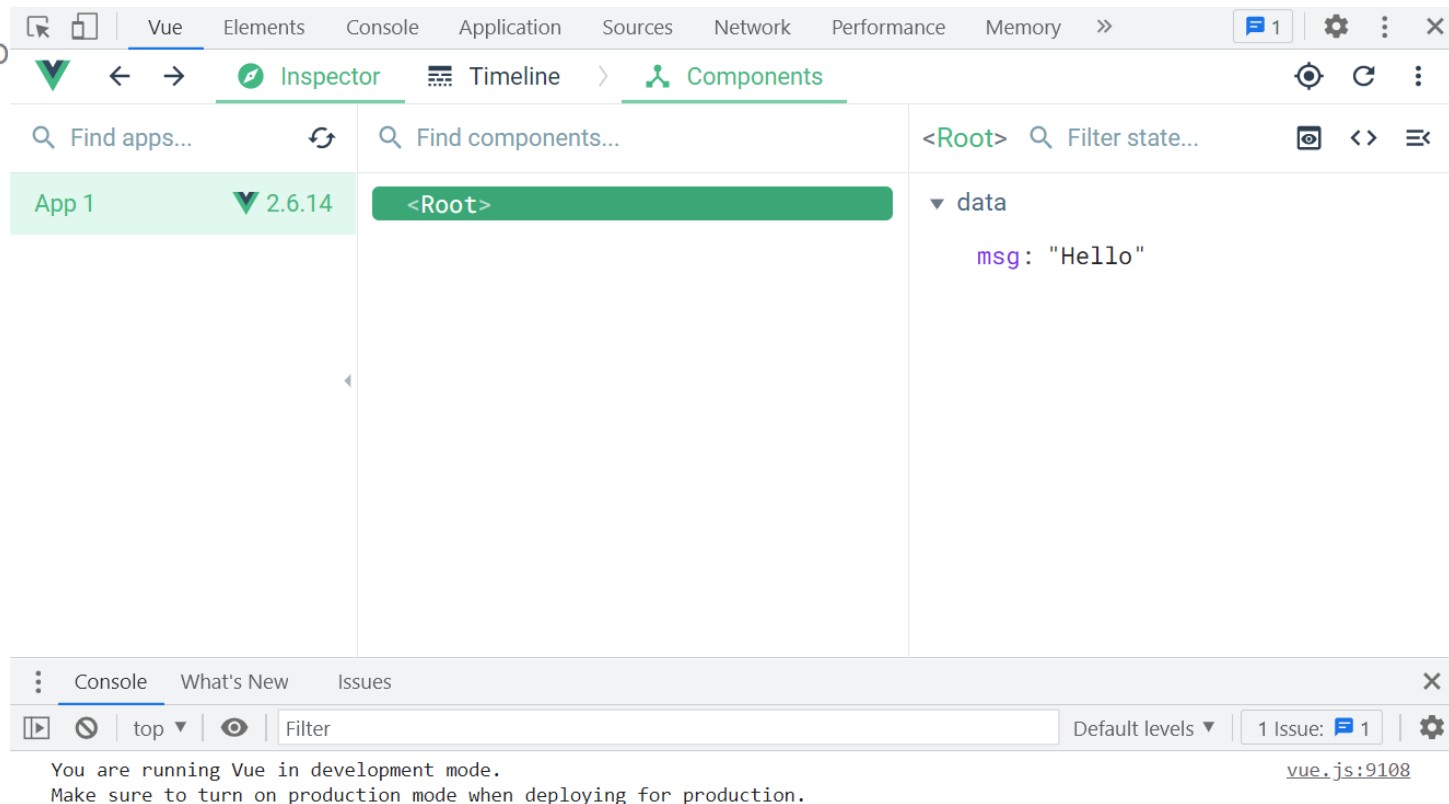 Vue Elements Console Application Sources Network Performance Memory 1
Inspector Timeline Components
Find apps... Find components... <Root> Filter state...
App 1 2.6.14 <Root> data
msg: "Hello"
Console What's New Issues
top Filter Default levels 1 Issue: 1
You are running Vue in development mode. vue.js:9108
Make sure to turn on production mode when deploying for production.